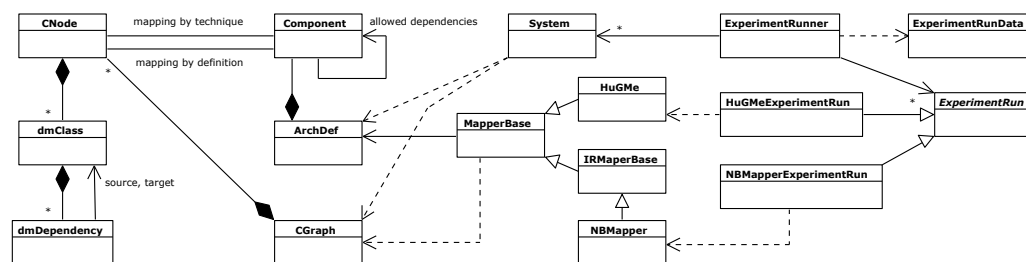 CNode
mapping by technique
Component
allowed dependencies
System
*
ExperimentRunner
ExperimentRunData
mapping by definition
*
HuGMe
HuGMeExperimentRun
*
ExperimentRun
*
dmClass
ArchDef
MapperBase
IRMaperBase
NBMapperExperimentRun
source, target
*
dmDependency
CGraph
NBMapper